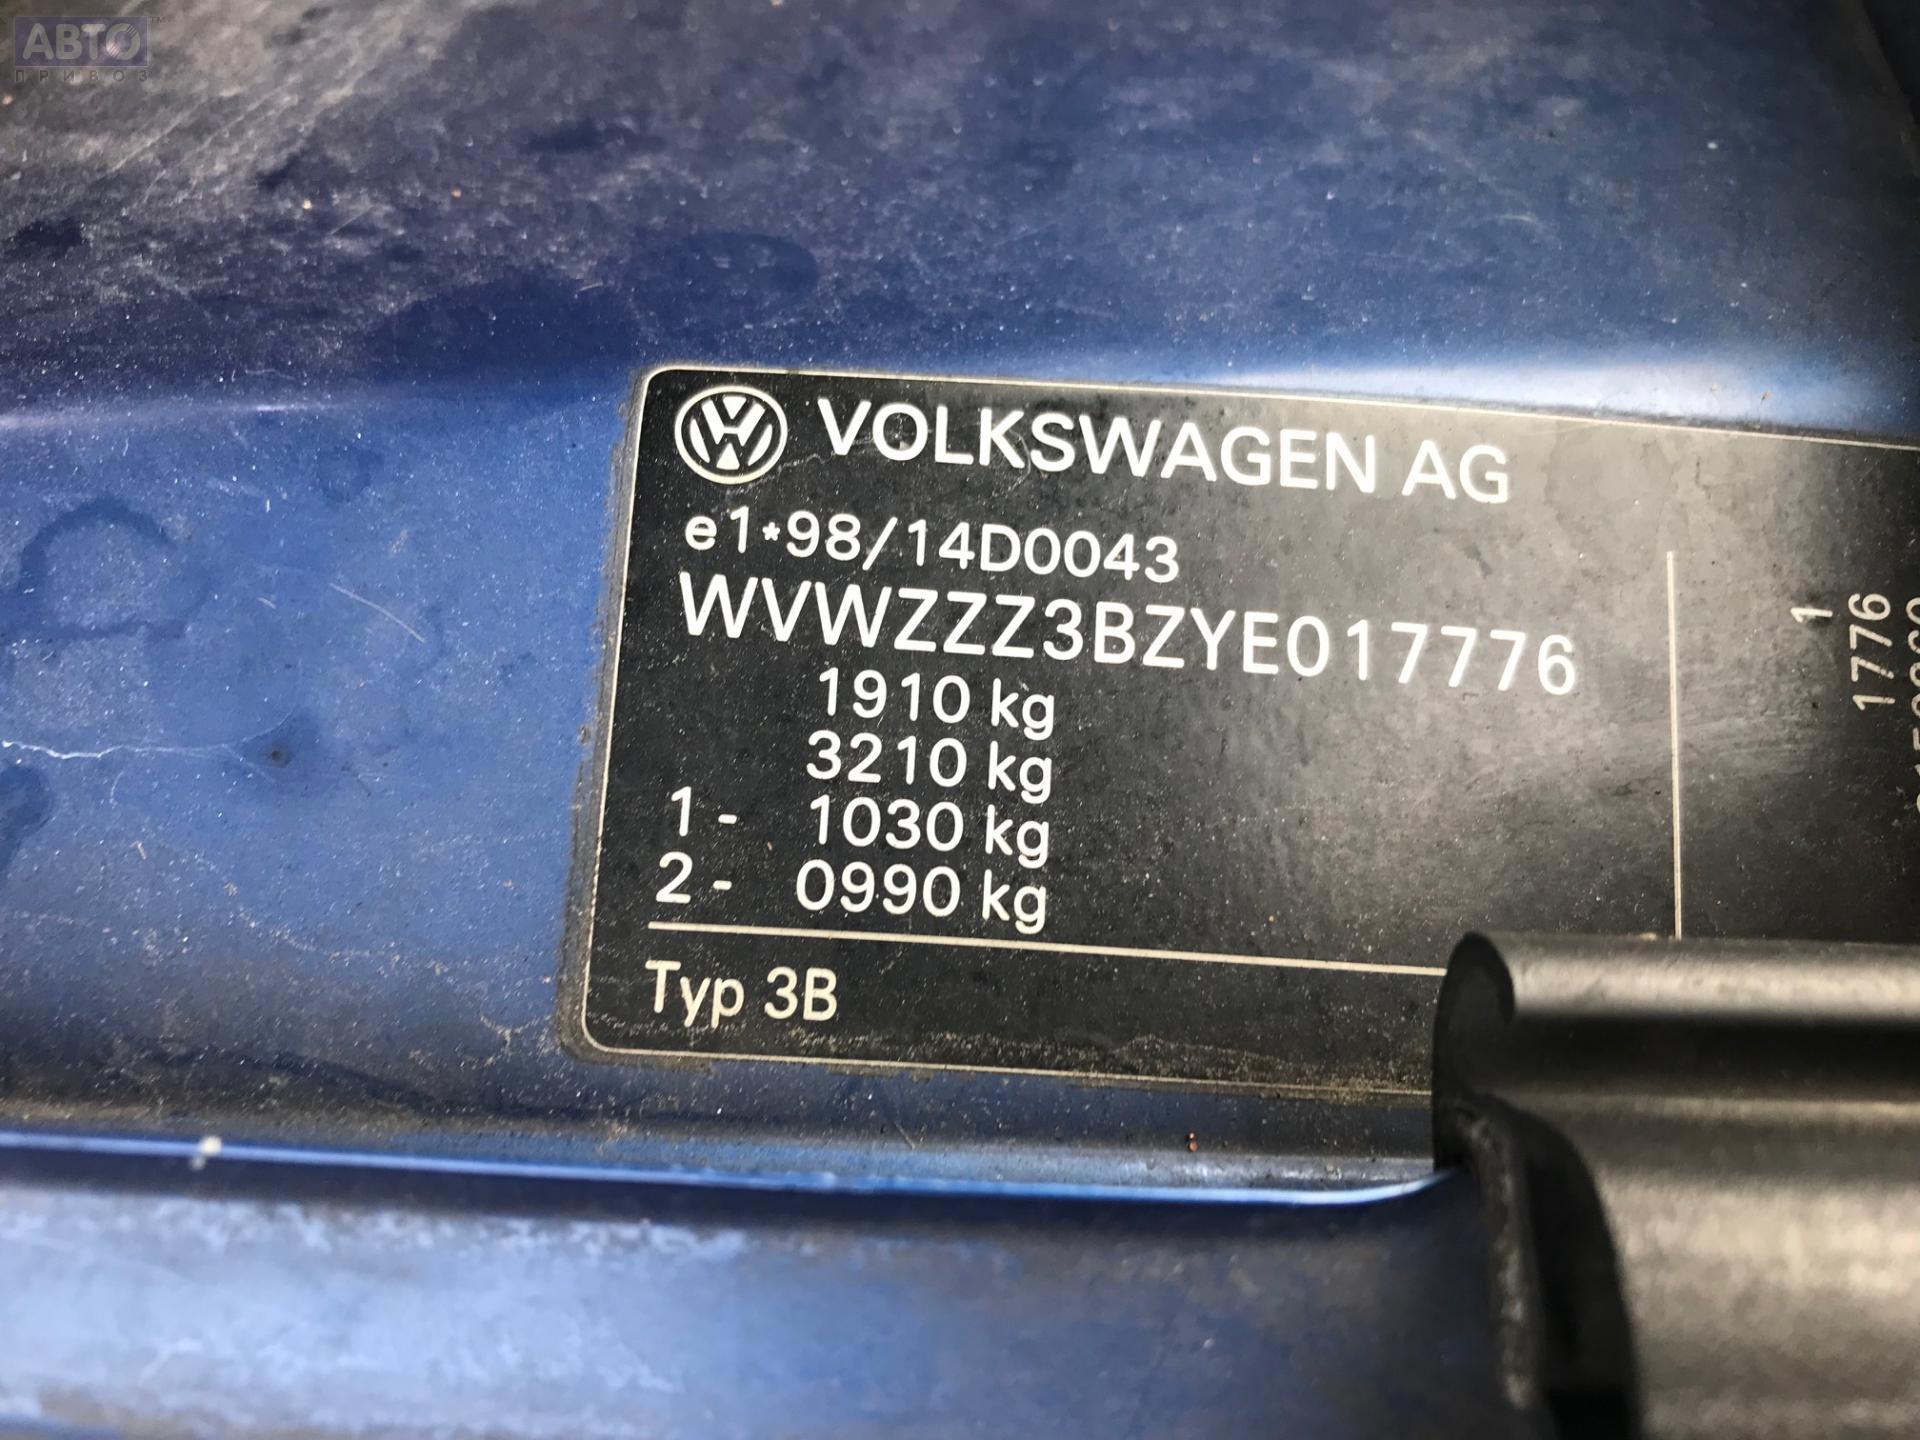 АВТО™
ПРИВОЗ
VOLKSWAGEN AG
e1*98/14D0043
WVWZZZ3BZYE017776
1910 kg
3210 kg
1 - 1030 kg
2 - 0990 kg
Typ 3B
1
1776